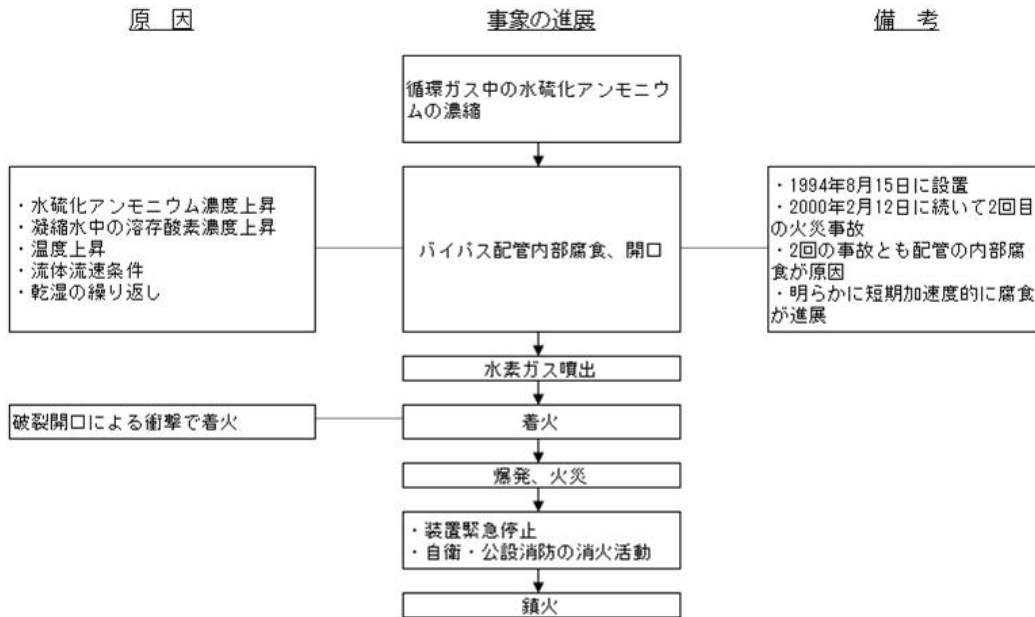 原 因
事象の進展
備 考
循環ガス中の水硫化アンモニウ
ムの濃縮
・水硫化アンモニウム濃度上昇
・凝縮水中の溶存酸素濃度上昇
・温度上昇
・流体流速条件
・乾湿の繰り返し
バイパス配管内部腐食、開口
・1994年8月15日に設置
・2000年2月12日に続いて2回目
の火災事故
・2回の事故とも配管の内部腐
食が原因
・明らかに短期加速度的に腐食
が進展
水素ガス噴出
破裂開口による衝撃で着火
着火
爆発、火災
・装置緊急停止
・自衛・公設消防の消火活動
鎮火